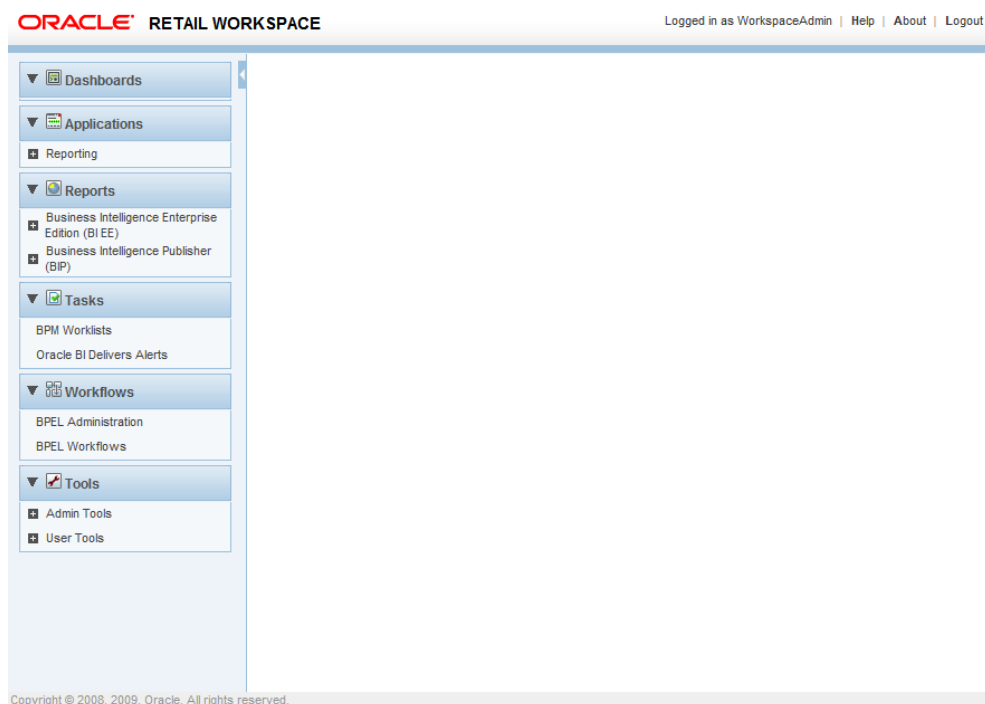 ORACLE RETAIL WORKSPACE
Logged in as WorkspaceAdmin | Help | About | Logout
Dashboards
Applications
Reporting
Reports
Business Intelligence Enterprise
Edition (BI EE)
Business Intelligence Publisher
(BIP)
Tasks
BPM Worklists
Oracle BI Delivers Alerts
Workflows
BPEL Administration
BPEL Workflows
Tools
Admin Tools
User Tools
Copyright © 2008, 2009, Oracle. All rights reserved.